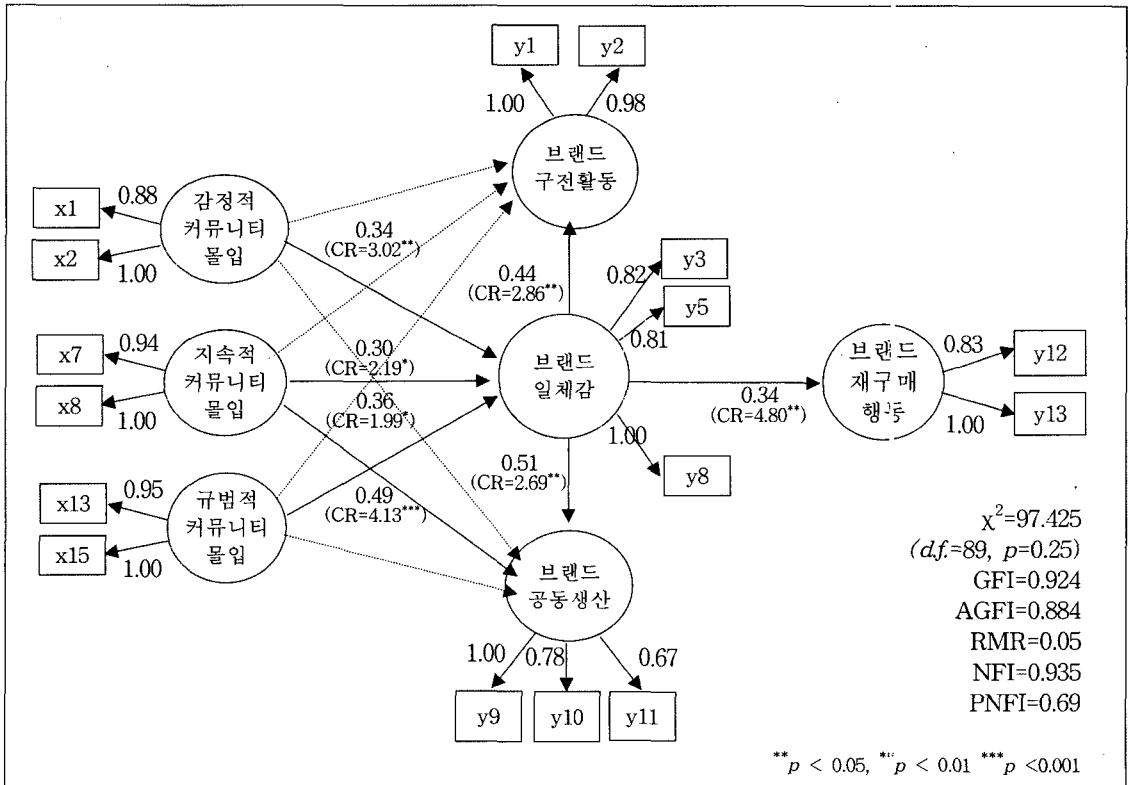 y1
y2
1.00
0.98
브랜드
구전활동
x1
0.88
x2
1.00
감정적
커뮤니티
몰입
0.34
(CR=3.02**)
0.44
(CR=2.86**)
0.82
y3
y5
0.81
x7
0.94
x8
1.00
지속적
커뮤니티
몰입
0.30
(CR=2.19*)
0.36
(CR=1.99*)
브랜드
일체감
0.34
(CR=4.80**)
브랜드
재구매
행동
0.83
y12
y13
1.00
1.00
y8
x13
0.95
x15
1.00
규범적
커뮤니티
몰입
0.49
(CR=4.13***)
0.51
(CR=2.69**)
브랜드
공동생산
1.00
0.78
0.67
y9
y10
y11
χ²=97.425
(d.f.=89, p=0.25)
GFI=0.924
AGFI=0.884
RMR=0.05
NFI=0.935
PNFI=0.69
**p < 0.05, **p < 0.01 ***p <0.001